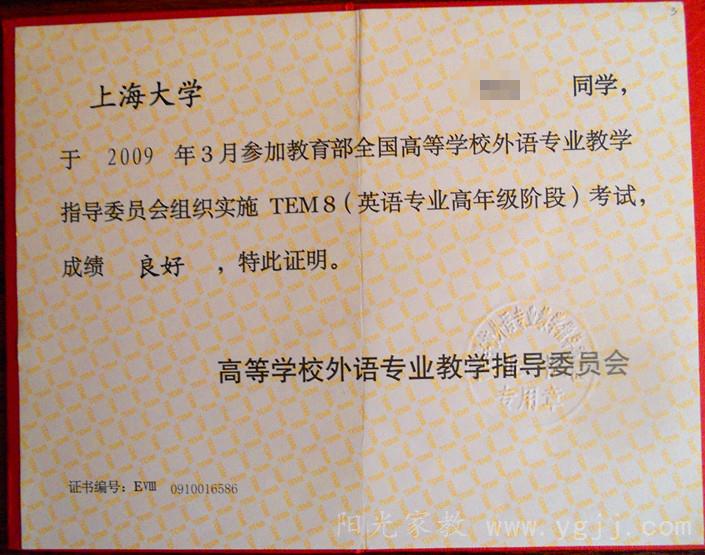 3
上海大学 同学，
于 2009 年3月参加教育部全国高等学校外语专业教学
指导委员会组织实施 TEM8（英语专业高年级阶段）考试，
成绩 良好 ，特此证明。
高等学校外语专业教学指导委员会
专用章
证书编号：EⅧ 0910016586
阳光家教 www.ygjj.com